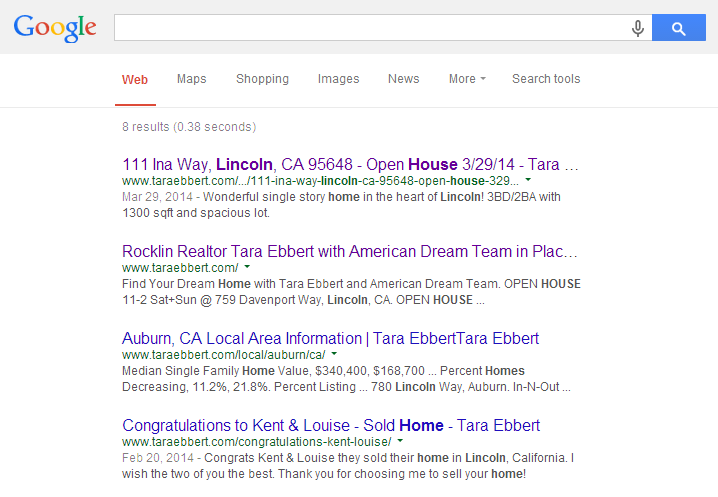 Google
Web Maps Shopping Images News More Search tools
8 results (0.38 seconds)
111 Ina Way, Lincoln, CA 95648 - Open House 3/29/14 - Tara ...
www.taraebbert.com/.../111-ina-way-lincoln-ca-95648-open-house-329...
Mar 29, 2014 - Wonderful single story home in the heart of Lincoln! 3BD/2BA with
1300 sqft and spacious lot.
Rocklin Realtor Tara Ebbert with American Dream Team in Plac...
www.taraebbert.com/
Find Your Dream Home with Tara Ebbert and American Dream Team. OPEN HOUSE
11-2 Sat+Sun @ 759 Davenport Way, Lincoln, CA. OPEN HOUSE ...
Auburn, CA Local Area Information | Tara EbbertTara Ebbert
www.taraebbert.com/local/auburn/ca/
Median Single Family Home Value, $340,400, $168,700 ... Percent Homes
Decreasing, 11.2%, 21.8%. Percent Listing ... 780 Lincoln Way, Auburn. In-N-Out ...
Congratulations to Kent & Louise - Sold Home - Tara Ebbert
www.taraebbert.com/congratulations-kent-louise/
Feb 20, 2014 - Congrats Kent & Louise they sold their home in Lincoln, California. I
wish the two of you the best. Thank you for choosing me to sell your home!